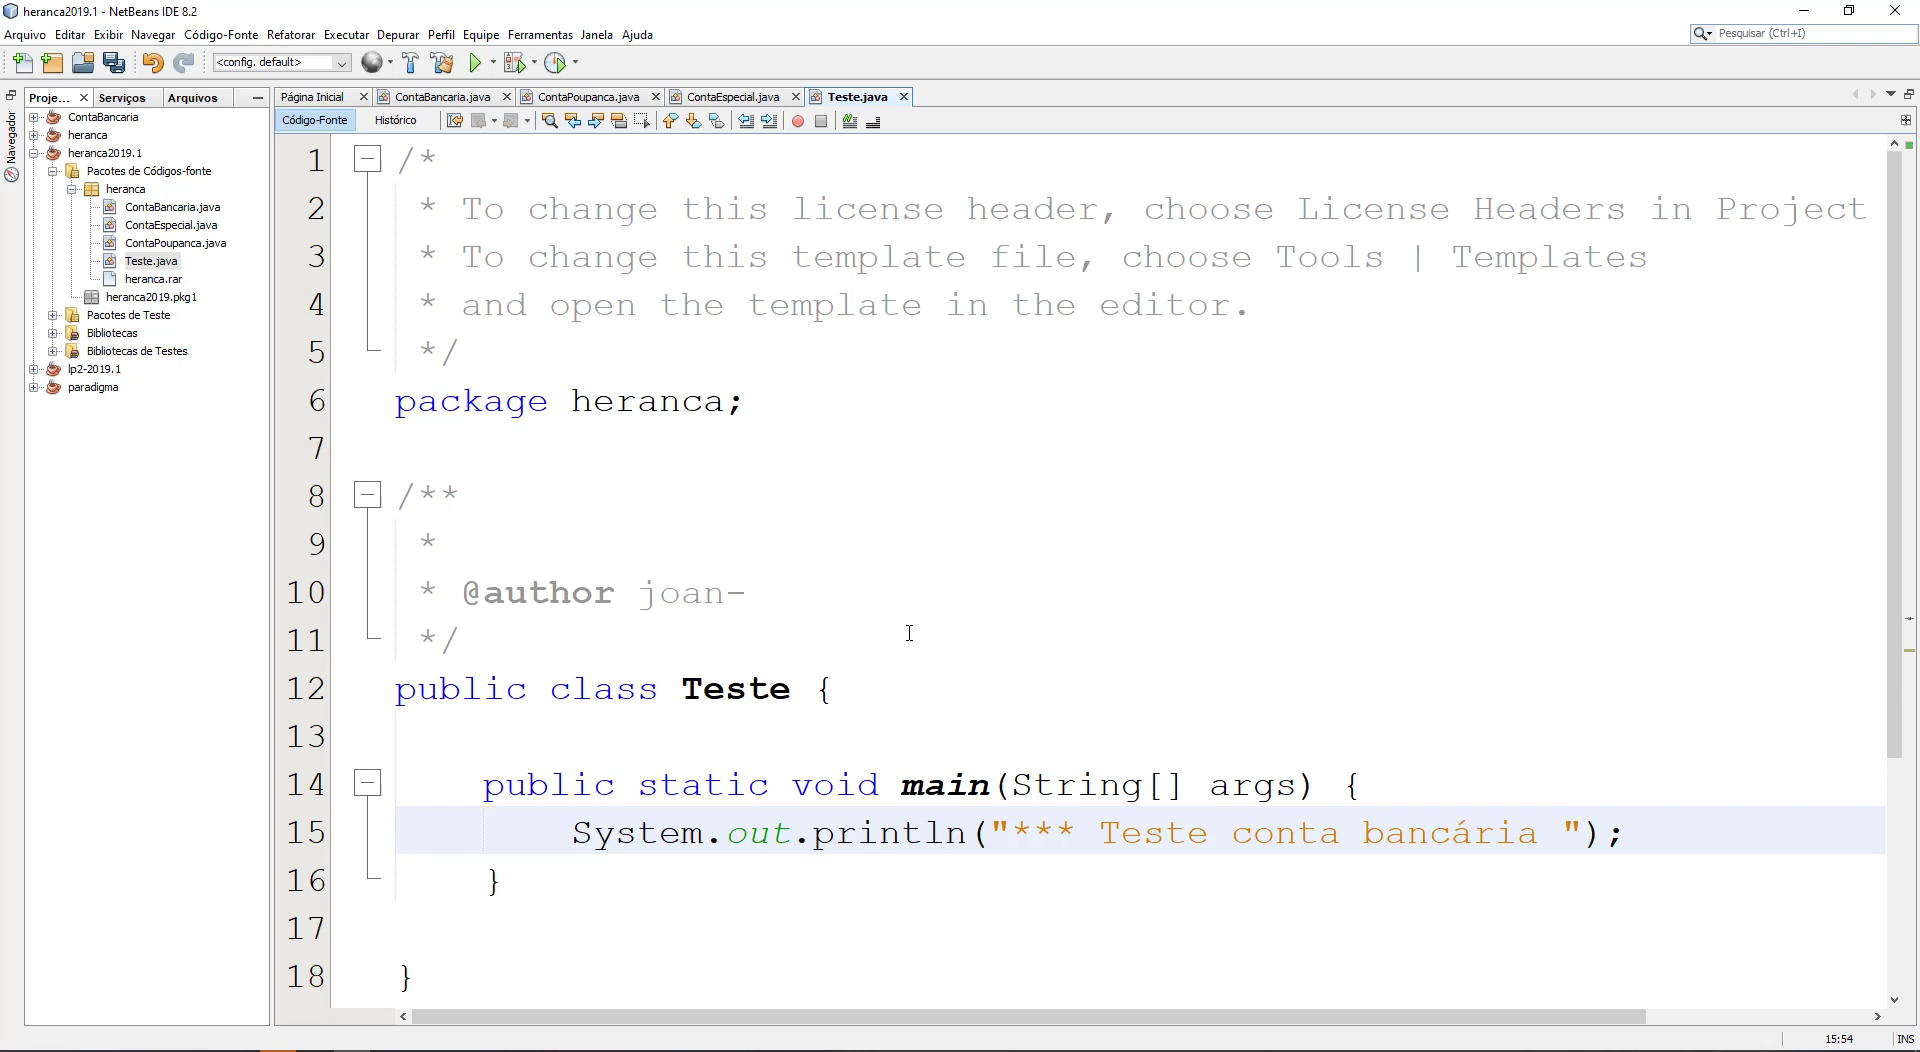 heranca2019.1 - NetBeans IDE 8.2
Arquivo Editar Exibir Navegar Código-Fonte Refatorar Executar Depurar Perfil Equipe Ferramentas Janela Ajuda
Pesquisar (Ctrl+I)
<config. default>
Proje... Serviços Arquivos
Navegador
ContaBancaria
heranca
heranca2019.1
Pacotes de Códigos-fonte
heranca
ContaBancaria.java
ContaEspecial.java
ContaPoupanca.java
Teste.java
heranca.rar
heranca2019.pkg1
Pacotes de Teste
Bibliotecas
Bibliotecas de Testes
lp2-2019.1
paradigma
Página Inicial ContaBancaria.java ContaPoupanca.java ContaEspecial.java Teste.java
Código-Fonte Histórico
1 /*
2 * To change this license header, choose License Headers in Project
3 * To change this template file, choose Tools | Templates
4 * and open the template in the editor.
5 */
6 package heranca;
7
8 /**
9 *
10 * @author joan-
11 */
12 public class Teste {
13
14 public static void main(String[] args) {
15 System.out.println("*** Teste conta bancária ");
16 }
17
18 }
15:54 INS